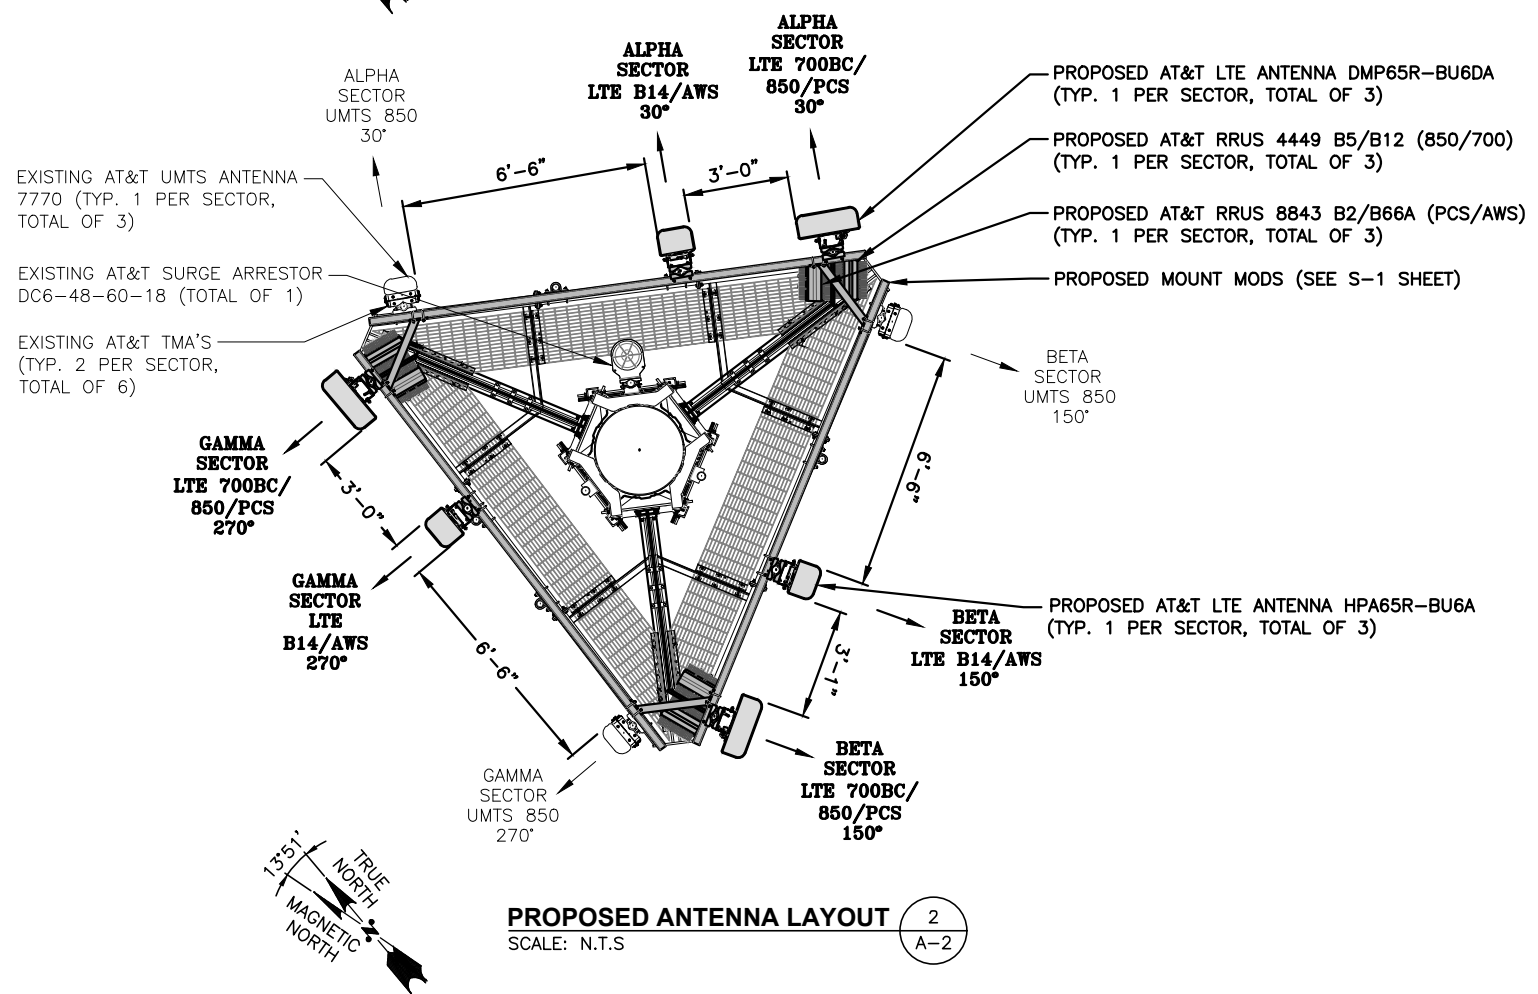 ALPHA
SECTOR
UMTS 850
30°
ALPHA
SECTOR
LTE B14/AWS
30°
ALPHA
SECTOR
LTE 700BC/
850/PCS
30°
PROPOSED AT&T LTE ANTENNA DMP65R-BU6DA
(TYP. 1 PER SECTOR, TOTAL OF 3)
PROPOSED AT&T RRUS 4449 B5/B12 (850/700)
(TYP. 1 PER SECTOR, TOTAL OF 3)
PROPOSED AT&T RRUS 8843 B2/B66A (PCS/AWS)
(TYP. 1 PER SECTOR, TOTAL OF 3)
PROPOSED MOUNT MODS (SEE S-1 SHEET)
6'-6"
3'-0"
EXISTING AT&T UMTS ANTENNA
7770 (TYP. 1 PER SECTOR,
TOTAL OF 3)
EXISTING AT&T SURGE ARRESTOR
DC6-48-60-18 (TOTAL OF 1)
EXISTING AT&T TMA'S
(TYP. 2 PER SECTOR,
TOTAL OF 6)
BETA
SECTOR
UMTS 850
150°
GAMMA
SECTOR
LTE 700BC/
850/PCS
270°
3'-0"
6'-6"
GAMMA
SECTOR
LTE
B14/AWS
270°
6'-6"
PROPOSED AT&T LTE ANTENNA HPA65R-BU6A
(TYP. 1 PER SECTOR, TOTAL OF 3)
BETA
SECTOR
LTE B14/AWS
150°
3'-1"
BETA
SECTOR
LTE 700BC/
850/PCS
150°
GAMMA
SECTOR
UMTS 850
270°
13°51'
TRUE
NORTH
MAGNETIC
NORTH
N
PROPOSED ANTENNA LAYOUT
SCALE: N.T.S
2
A-2